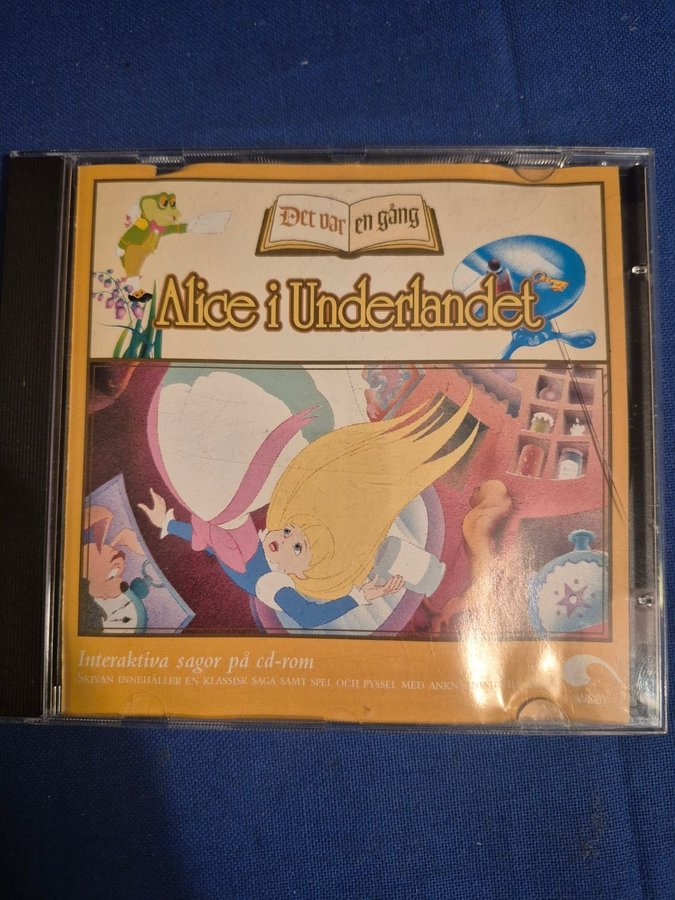 Det var en gång
Alice i Underlandet
Interaktiva sagor på cd-rom
SKIVAN INNEHÅLLER EN KLASSISK SAGA SAMT SPEL OCH PYSSEL MED